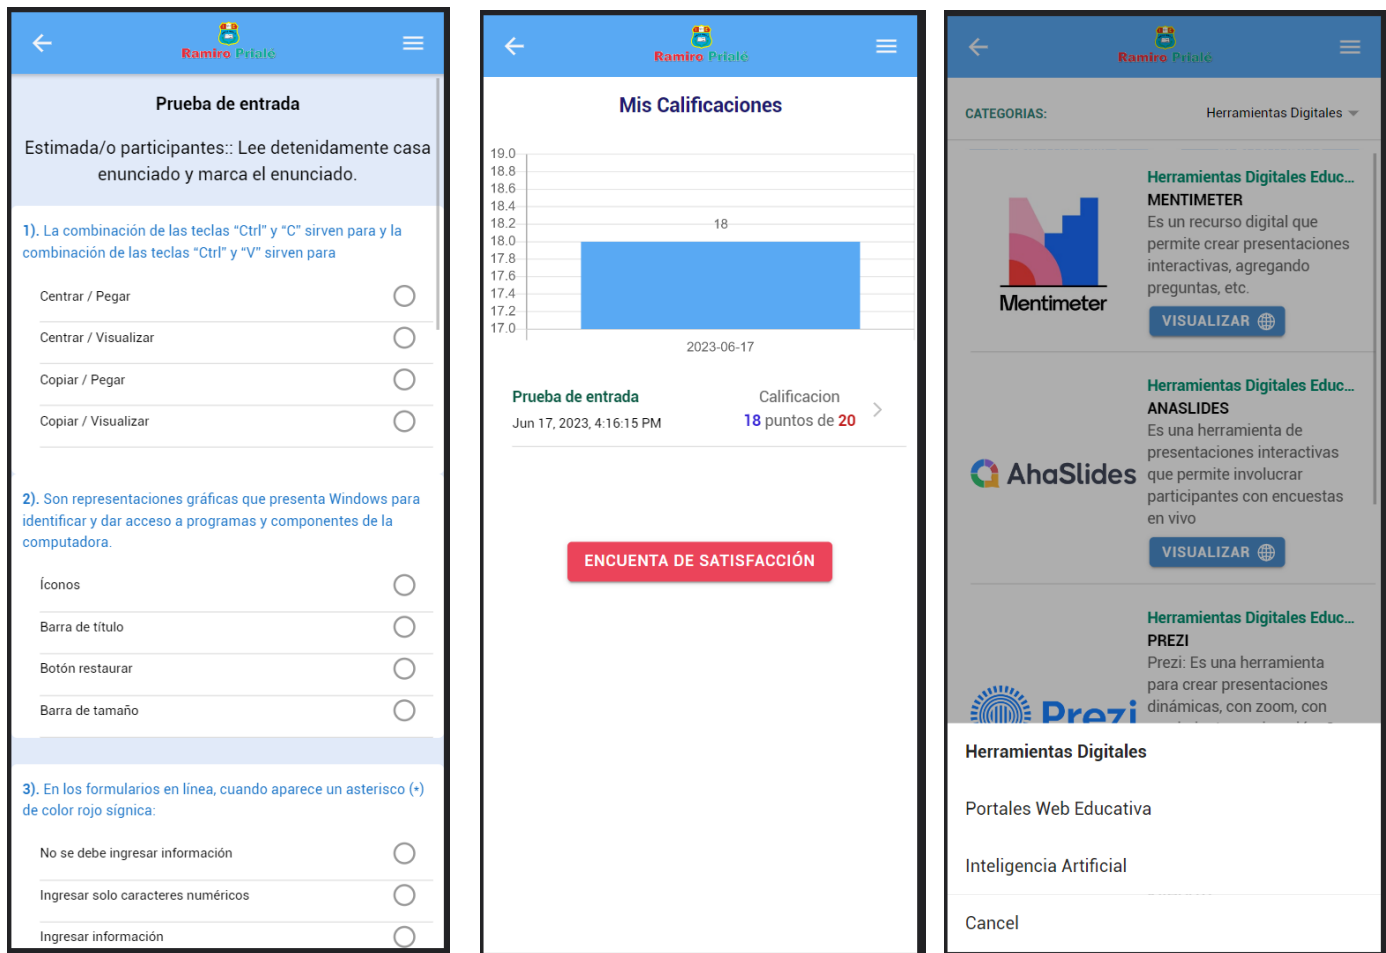 Ramiro Prialé
Prueba de entrada
Estimada/o participantes:: Lee detenidamente casa
enunciado y marca el enunciado.
1). La combinación de las teclas “Ctrl” y “C” sirven para y la
combinación de las teclas “Ctrl” y “V” sirven para
Centrar / Pegar
Centrar / Visualizar
Copiar / Pegar
Copiar / Visualizar
2). Son representaciones gráficas que presenta Windows para
identificar y dar acceso a programas y componentes de la
computadora.
Íconos
Barra de título
Botón restaurar
Barra de tamaño
3). En los formularios en línea, cuando aparece un asterisco (*)
de color rojo sígnica:
No se debe ingresar información
Ingresar solo caracteres numéricos
Ingresar información
Ramiro Prialé
Mis Calificaciones
19.0
18.8
18.6
18.4
18.2
18.0
17.8
17.6
17.4
17.2
17.0
18
2023-06-17
Prueba de entrada
Jun 17, 2023, 4:16:15 PM
Calificacion
18 puntos de 20
ENCUENTA DE SATISFACCIÓN
Ramiro Prialé
CATEGORIAS:
Herramientas Digitales
Mentimeter
Herramientas Digitales Educ...
MENTIMETER
Es un recurso digital que
permite crear presentaciones
interactivas, agregando
preguntas, etc.
VISUALIZAR
AhaSlides
Herramientas Digitales Educ...
ANASLIDES
Es una herramienta de
presentaciones interactivas
que permite involucrar
participantes con encuestas
en vivo
VISUALIZAR
Prezi
Herramientas Digitales Educ...
PREZI
Prezi: Es una herramienta
para crear presentaciones
dinámicas, con zoom, con
Herramientas Digitales
Portales Web Educativa
Inteligencia Artificial
Cancel